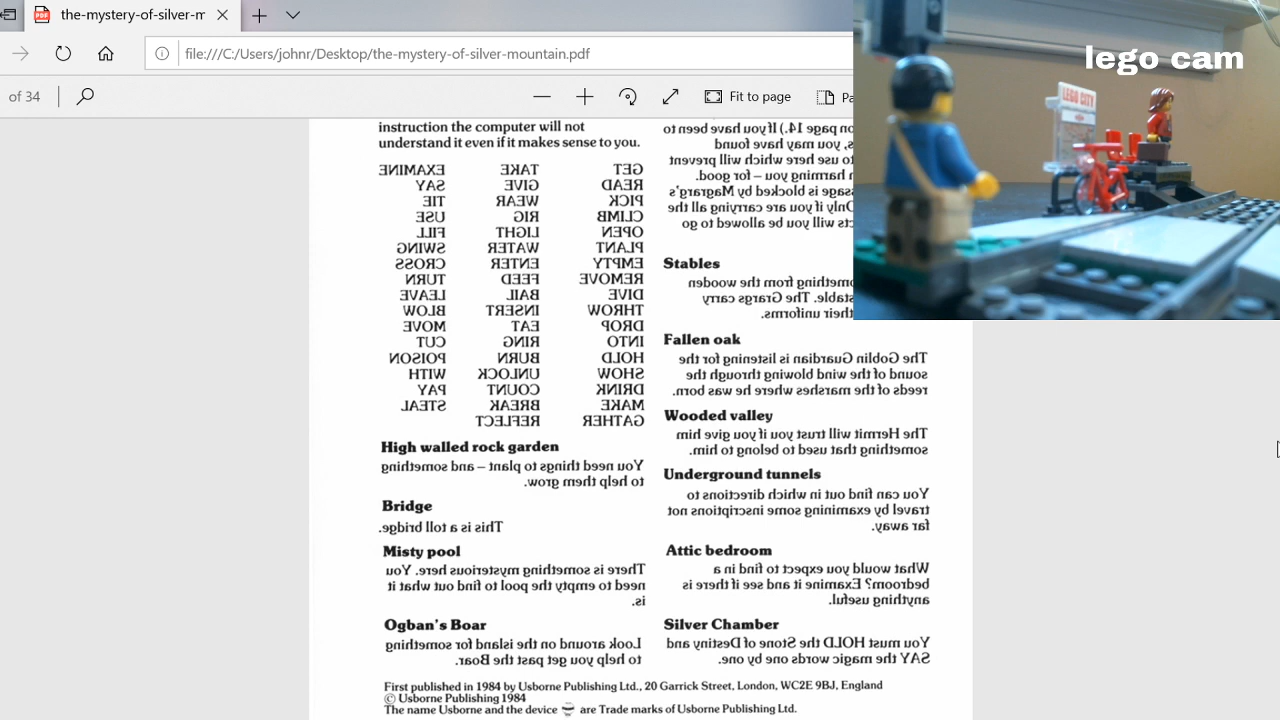 the-mystery-of-silver-m
file:///C:/Users/johnr/Desktop/the-mystery-of-silver-mountain.pdf
lego cam
LEGO CITY
of 34
Fit to page
Pa
instruction the computer will not
understand it even if it makes sense to you.
GET TAKE EXAMINE
READ GIVE SAY
PICK WEAR TIE
CLIMB RIG USE
OPEN LIGHT FILL
PLANT WATER SWING
EMPTY ENTER CROSS
REMOVE FEED TURN
DIVE BAIL LEAVE
THROW INSERT BLOW
DROP EAT MOVE
INTO RING CUT
HOLD BURN POISON
SHOW UNLOCK WITH
DRINK COUNT PAY
MAKE BREAK STEAL
GATHER REFLECT
High walled rock garden
You need things to plant – and something
to help them grow.
Bridge
This is a toll bridge.
Misty pool
There is something mysterious here. You
need to empty the pool to find out what it
is.
Ogban's Boar
Look around on the island for something
to help you get past the Boar.
on page 14.) If you have been to
s, you may have found
to use here which will prevent
harming you – for good.
ssage is blocked by Magrar's
Only if you are carrying all the
cts will you be allowed to go
Stables
omething from the wooden
stable. The Grargs carry
their uniforms.
Fallen oak
The Goblin Guardian is listening for the
sound of the wind blowing through the
reeds of the marshes where he was born.
Wooded valley
The Hermit will trust you if you give him
something that used to belong to him.
Underground tunnels
You can find out in which directions to
travel by examining some inscriptions not
far away.
Attic bedroom
What would you expect to find in a
bedroom? Examine it and see if there is
anything useful.
Silver Chamber
You must HOLD the Stone of Destiny and
SAY the magic words one by one.
First published in 1984 by Usborne Publishing Ltd., 20 Garrick Street, London, WC2E 9BJ, England
© Usborne Publishing 1984
The name Usborne and the device are Trade marks of Usborne Publishing Ltd.